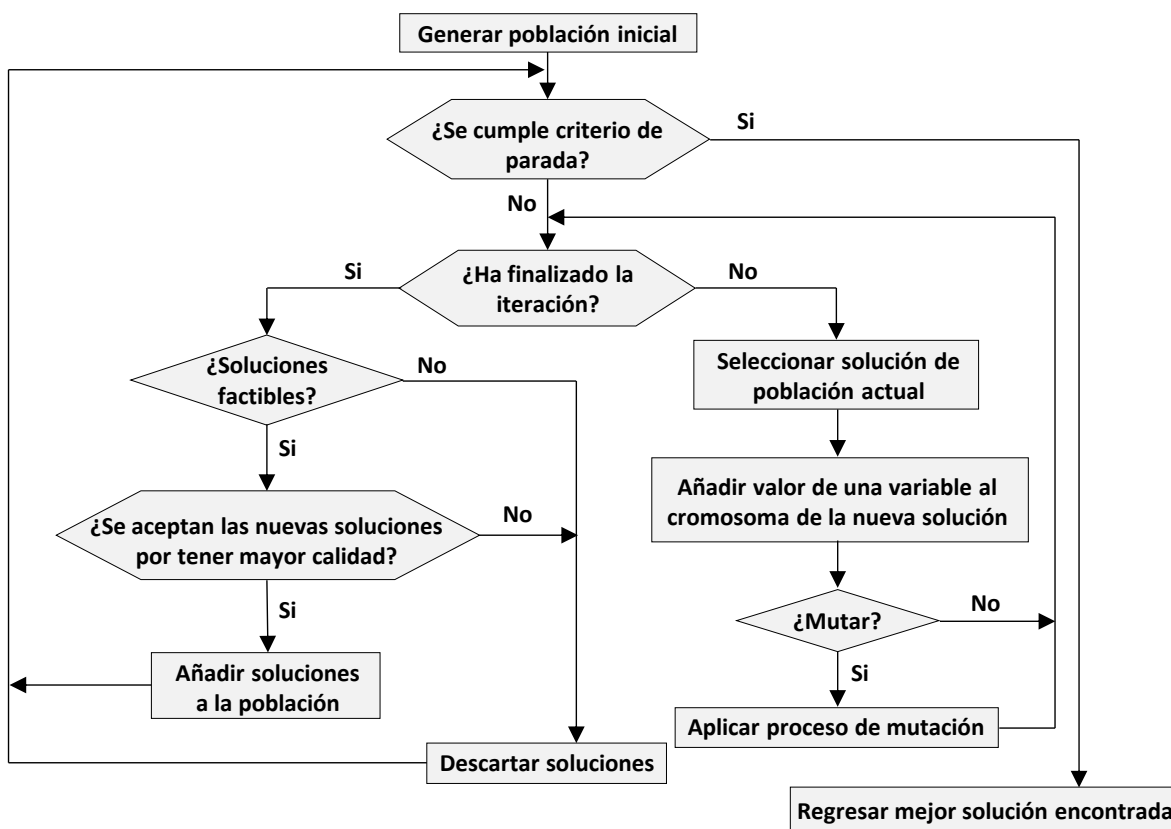 Generar población inicial
¿Se cumple criterio de
parada?
Si
No
¿Ha finalizado la
iteración?
Si
No
¿Soluciones
factibles?
No
Si
Seleccionar solución de
población actual
Añadir valor de una variable al
cromosoma de la nueva solución
¿Se aceptan las nuevas soluciones
por tener mayor calidad?
No
Si
¿Mutar?
No
Si
Añadir soluciones
a la población
Aplicar proceso de mutación
Descartar soluciones
Regresar mejor solución encontrada